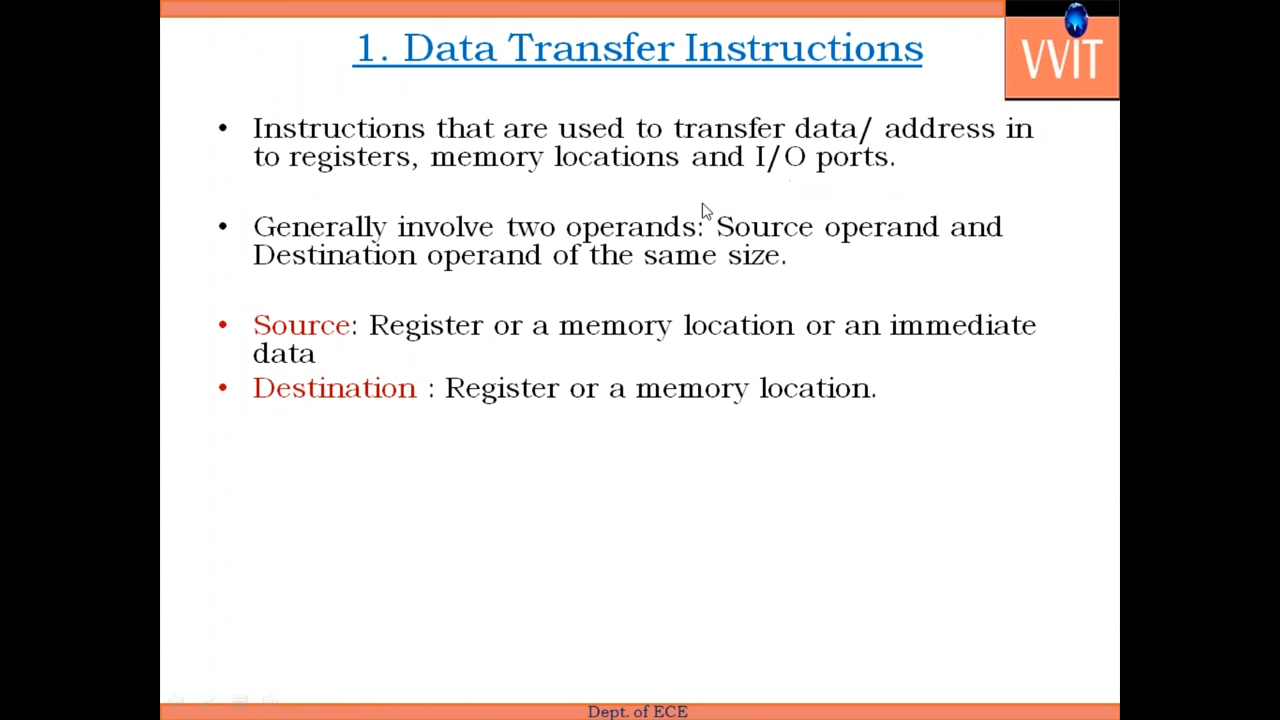 1. Data Transfer Instructions
VVIT
• Instructions that are used to transfer data/ address in
to registers, memory locations and I/O ports.
• Generally involve two operands: Source operand and
Destination operand of the same size.
• Source: Register or a memory location or an immediate
data
• Destination : Register or a memory location.
Dept. of ECE